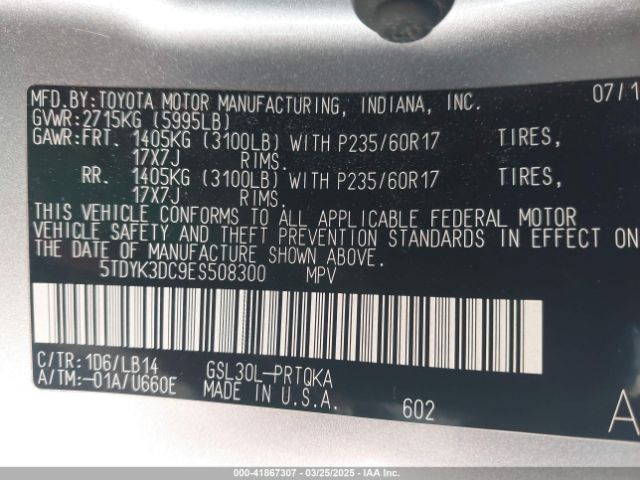 MFD.BY:TOYOTA MOTOR MANUFACTURING, INDIANA, INC. 07/1
GVWR:2715KG (5995LB)
GAWR:FRT. 1405KG (3100LB) WITH P235/60R17 TIRES,
17X7J RIMS.
RR. 1405KG (3100LB) WITH P235/60R17 TIRES,
17X7J RIMS.
THIS VEHICLE CONFORMS TO ALL APPLICABLE FEDERAL MOTOR
VEHICLE SAFETY AND THEFT PREVENTION STANDARDS IN EFFECT ON
THE DATE OF MANUFACTURE SHOWN ABOVE.
5TDYK3DC9ES508300 MPV
C/TR:1D6/LB14 GSL30L-PRTQKA
A/TM:-01A/U660E MADE IN U.S.A. 602 A
000-41867307 - 03/25/2025 - IAAI PUBLIC